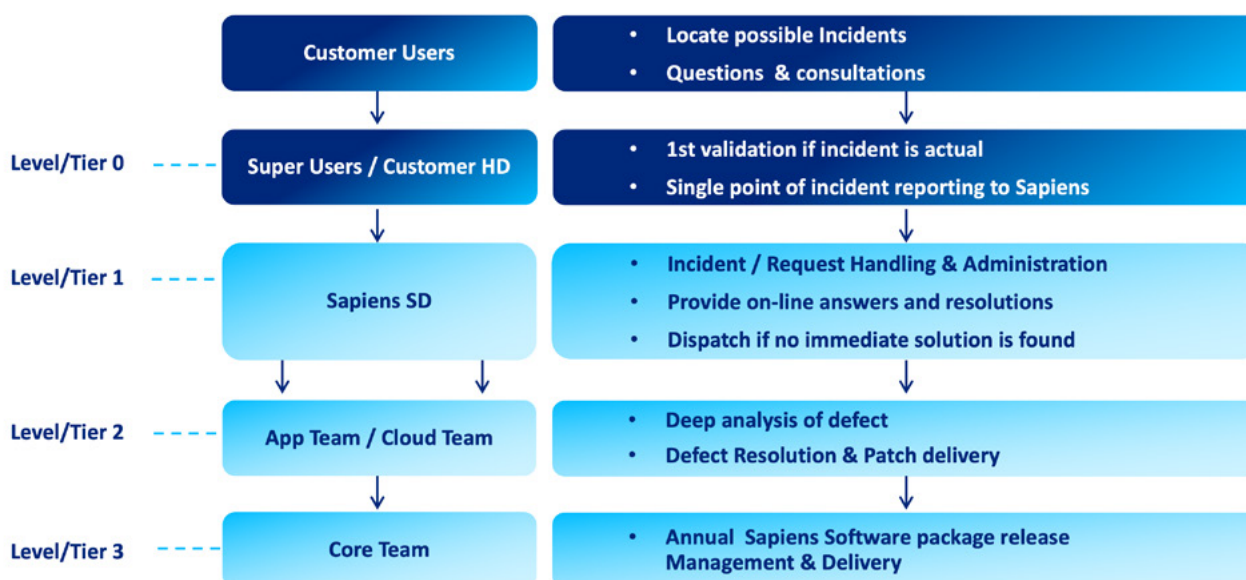 Customer Users
• Locate possible Incidents
• Questions & consultations
Level/Tier 0
Super Users / Customer HD
• 1st validation if incident is actual
• Single point of incident reporting to Sapiens
Level/Tier 1
Sapiens SD
• Incident / Request Handling & Administration
• Provide on-line answers and resolutions
• Dispatch if no immediate solution is found
Level/Tier 2
App Team / Cloud Team
• Deep analysis of defect
• Defect Resolution & Patch delivery
Level/Tier 3
Core Team
• Annual Sapiens Software package release
Management & Delivery